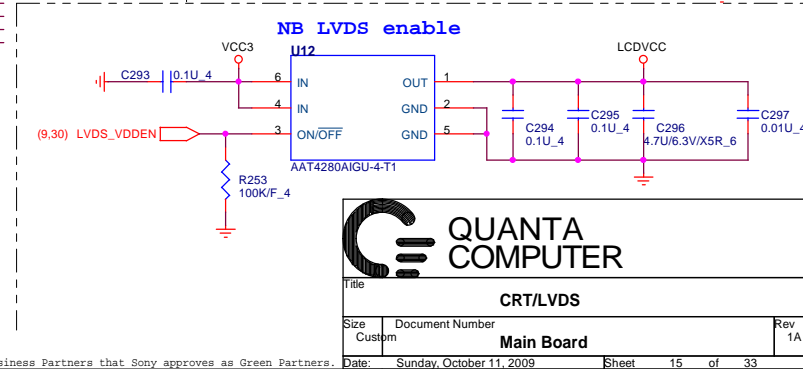 NB LVDS enable
VCC3
U12
LCDVCC
C293
0.1U_4
6
IN
OUT
1
4
IN
GND
2
(9,30) LVDS_VDDEN
3
ON/OFF
GND
5
AAT4280AIGU-4-T1
C294
0.1U_4
C295
0.1U_4
C296
4.7U/6.3V/X5R_6
C297
0.01U_4
R253
100K/F_4
QUANTA
COMPUTER
Title
CRT/LVDS
Size
Custom
Document Number
Main Board
Rev
1A
Date:
Sunday, October 11, 2009
Sheet 15 of 33
siness Partners that Sony approves as Green Partners.